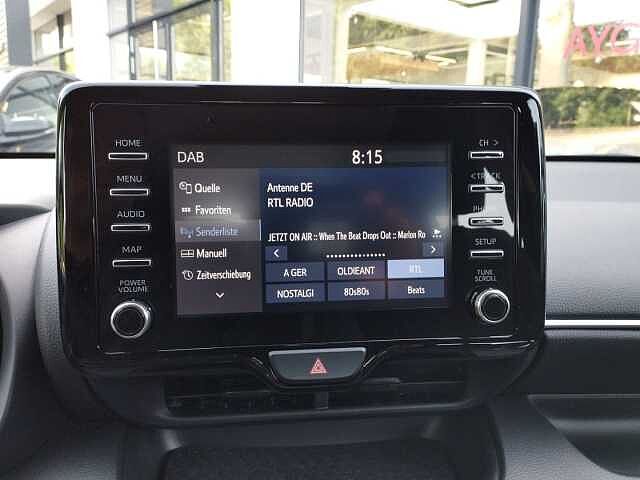 AYG
HOME
MENU
AUDIO
MAP
POWER
VOLUME
DAB
8:15
Quelle
Favoriten
Senderliste
Manuell
Zeitverschiebung
Antenne DE
RTL RADIO
JETZT ON AIR :: When The Beat Drops Out :: Marlon Ro
A GER
OLDIEANT
RTL
NOSTALGI
80s80s
Beats
CH >
<TRACK
PH
SETUP
TUNE
SCROLL